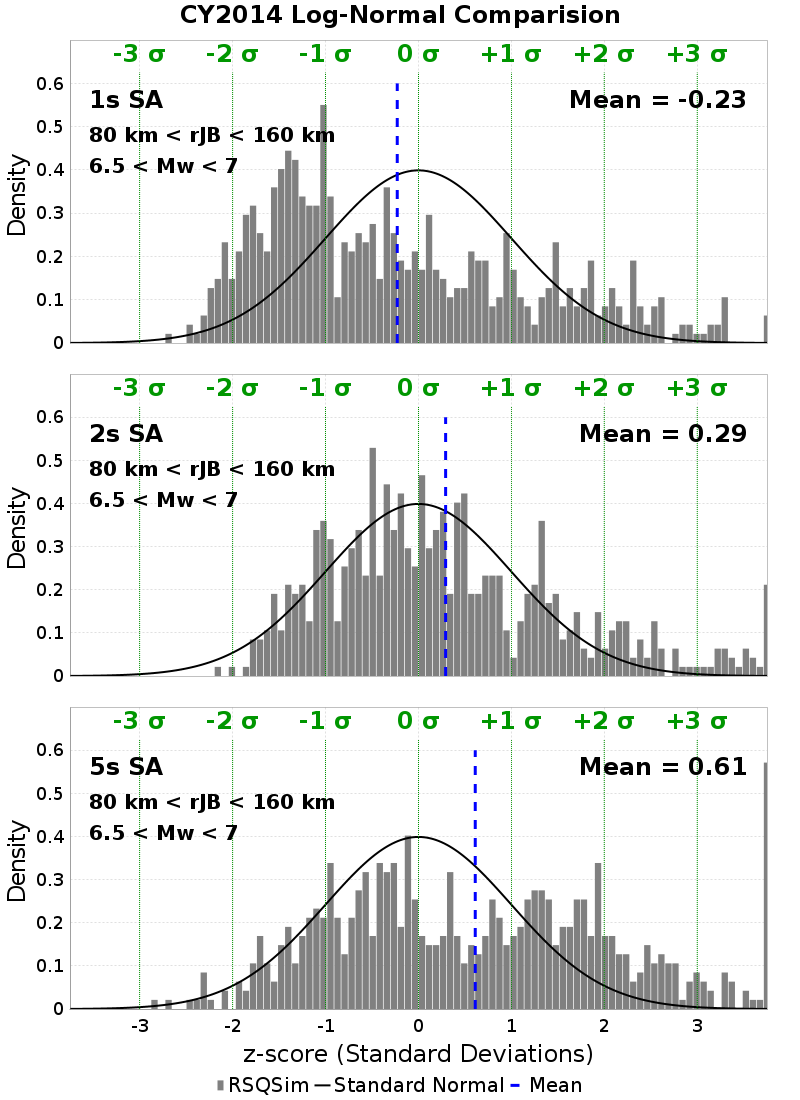 CY2014 Log-Normal Comparision
-3 σ -2 σ -1 σ 0 σ +1 σ +2 σ +3 σ
1s SA Mean = -0.23
80 km < rJB < 160 km
6.5 < Mw < 7
0.6
0.5
0.4
0.3
0.2
0.1
0
Density
-3 σ -2 σ -1 σ 0 σ +1 σ +2 σ +3 σ
2s SA Mean = 0.29
80 km < rJB < 160 km
6.5 < Mw < 7
0.6
0.5
0.4
0.3
0.2
0.1
0
Density
-3 σ -2 σ -1 σ 0 σ +1 σ +2 σ +3 σ
5s SA Mean = 0.61
80 km < rJB < 160 km
6.5 < Mw < 7
0.6
0.5
0.4
0.3
0.2
0.1
0
Density
-3 -2 -1 0 1 2 3
z-score (Standard Deviations)
RSQSim Standard Normal Mean